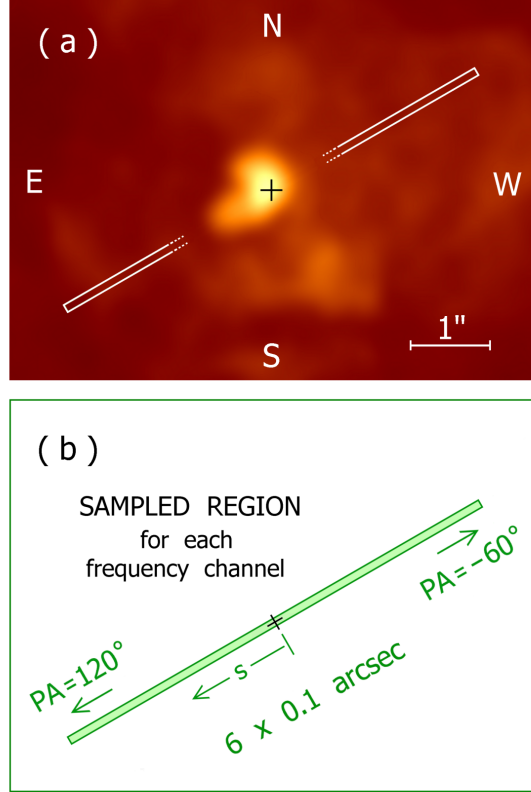 ( a )
N
E
W
1"
S
( b )
SAMPLED REGION
for each
frequency channel
PA=−60°
PA=120°
s
6 x 0.1 arcsec